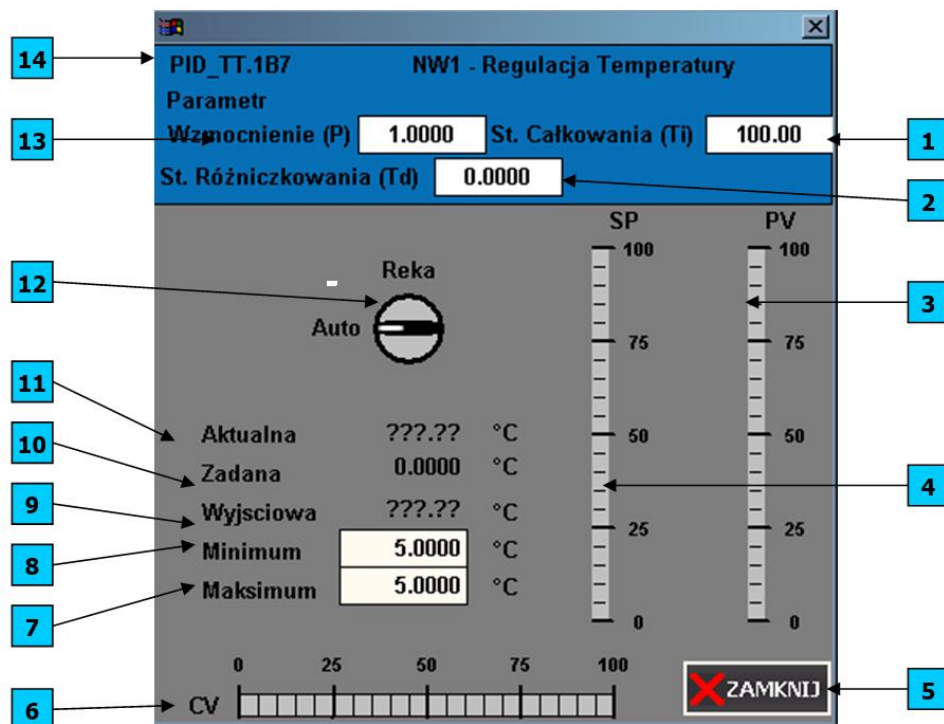 14
PID_TT.1B7 NW1 - Regulacja Temperatury
Parametr
13
Wzmocnienie (P) 1.0000 St. Całkowania (Ti) 100.00
1
St. Różniczkowania (Td) 0.0000
2
SP PV
100 100
12
Reka
3
Auto
75 75
11
Aktualna ???.?? °C
50 50
10
Zadana 0.0000 °C
4
9
Wyjsciowa ???.?? °C
25 25
8
Minimum 5.0000 °C
7
Maksimum 5.0000 °C
0 0
0 25 50 75 100
6
CV
ZAMKNIJ
5